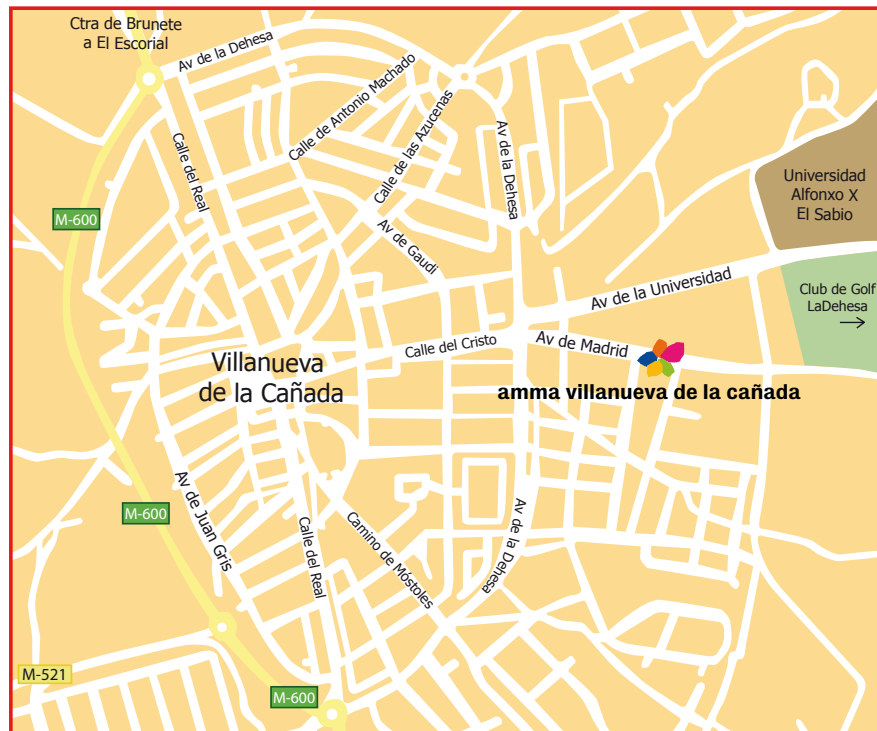 Ctra de Brunete
a El Escorial
Av de la Dehesa
Calle de Antonio Machado
Calle de las Azucenas
Av de la Dehesa
Calle del Real
Universidad
Alfonxo X
El Sabio
M-600
Av de Gaudi
Av de la Universidad
Club de Golf
LaDehesa
→
Calle del Cristo
Av de Madrid
Villanueva
de la Cañada
amma villanueva de la cañada
Av de Juan Gris
M-600
Calle del Real
Camino de Móstoles
Av de la Dehesa
M-521
M-600